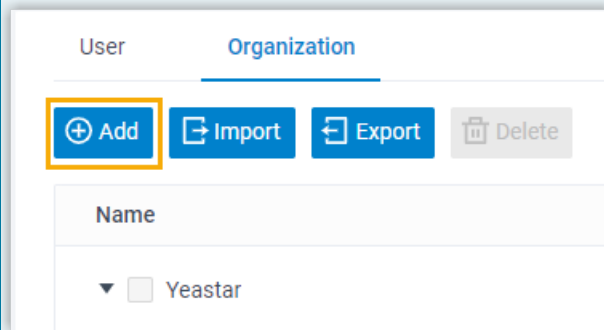 User Organization
Add Import Export Delete
Name
Yeastar